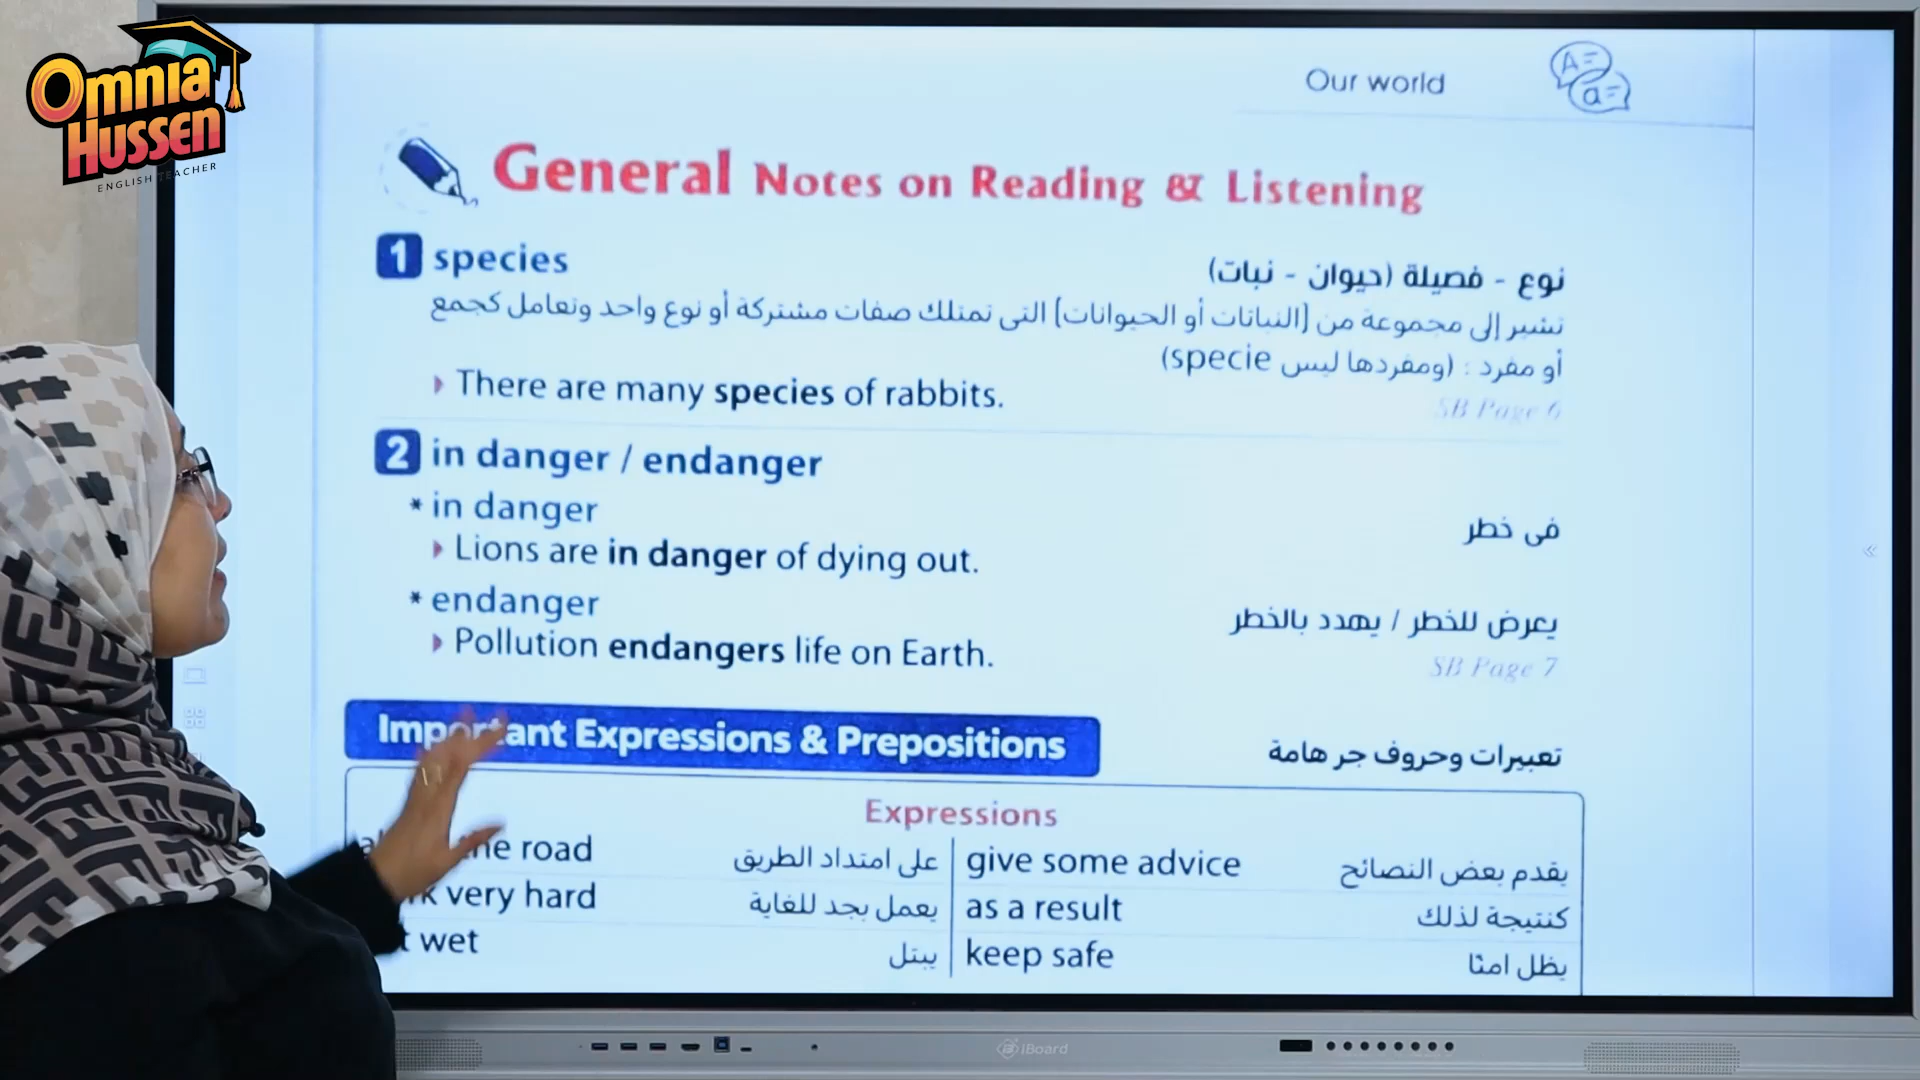 Omnia
Hussen
ENGLISH TEACHER
Our world
General Notes on Reading & Listening
1 species
نوع - فصيلة (حيوان - نبات)
تشير إلى مجموعة من [النباتات أو الحيوانات] التى تمتلك صفات مشتركة أو نوع واحد وتعامل كجمع
أو مفرد : (ومفردها ليس specie)
There are many species of rabbits.
SB Page 6
2 in danger / endanger
* in danger
فى خطر
Lions are in danger of dying out.
* endanger
يعرض للخطر / يهدد بالخطر
Pollution endangers life on Earth.
SB Page 7
Important Expressions & Prepositions
تعبيرات وحروف جر هامة
Expressions
road على امتداد الطريق give some advice يقدم بعض النصائح
very hard يعمل بجد للغاية as a result كنتيجة لذلك
wet يبتل keep safe يظل امنًا
iBoard